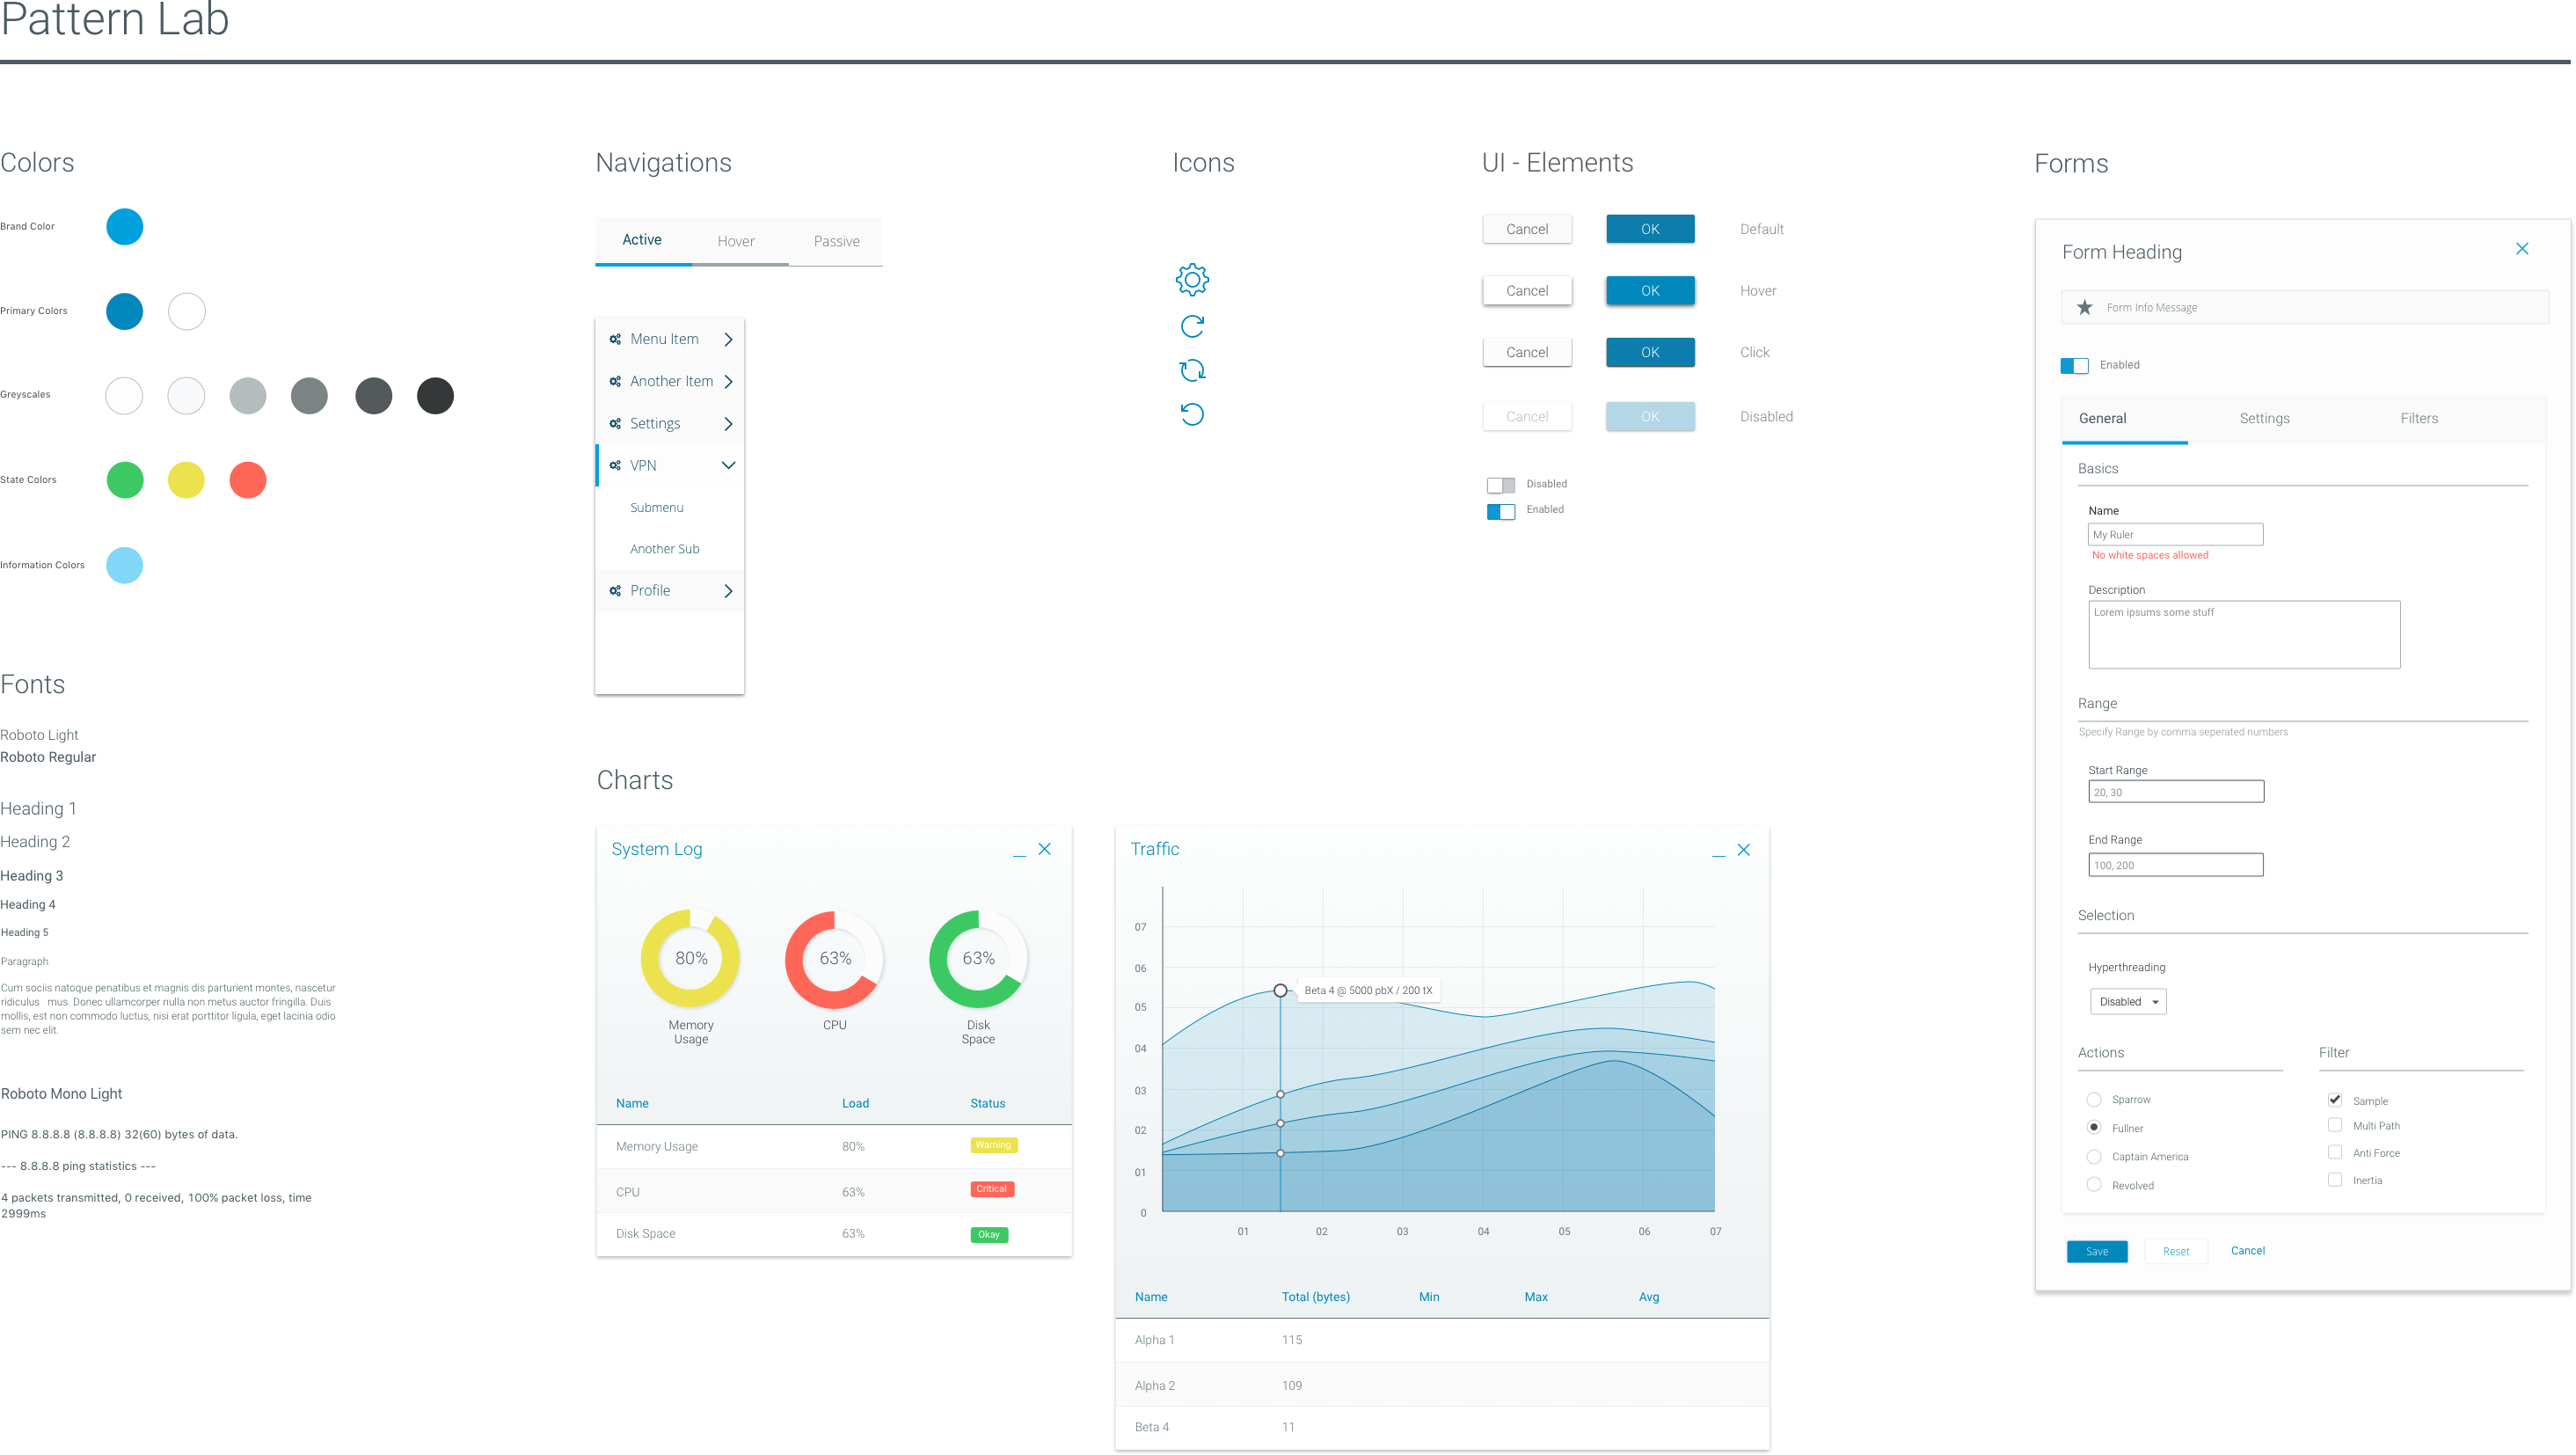 Pattern Lab
Colors
Brand Color
Primary Colors
Greyscales
State Colors
Information Colors
Fonts
Roboto Light
Roboto Regular
Heading 1
Heading 2
Heading 3
Heading 4
Heading 5
Paragraph
Cum sociis natoque penatibus et magnis dis parturient montes, nascetur
ridiculus mus. Donec ullamcorper nulla non metus auctor fringilla. Duis
mollis, est non commodo luctus, nisi erat porttitor ligula, eget lacinia odio
sem nec elit.
Roboto Mono Light
PING 8.8.8.8 (8.8.8.8) 32(60) bytes of data.
--- 8.8.8.8 ping statistics ---
4 packets transmitted, 0 received, 100% packet loss, time
2999ms
Navigations
Active Hover Passive
Menu Item
Another Item
Settings
VPN
Submenu
Another Sub
Profile
Icons
UI - Elements
Cancel OK Default
Cancel OK Hover
Cancel OK Click
Cancel OK Disabled
Disabled
Enabled
Charts
System Log
80% 63% 63%
Memory
Usage
CPU
Disk
Space
Name Load Status
Memory Usage 80% Warning
CPU 63% Critical
Disk Space 63% Okay
Traffic
07
06
05
04
03
02
01
0
Beta 4 @ 5000 pbX / 200 tX
01 02 03 04 05 06 07
Name Total (bytes) Min Max Avg
Alpha 1 115
Alpha 2 109
Beta 4 11
Forms
Form Heading
Form Info Message
Enabled
General Settings Filters
Basics
Name
My Ruler
No white spaces allowed
Description
Lorem ipsums some stuff
Range
Specify Range by comma seperated numbers
Start Range
20, 30
End Range
100, 200
Selection
Hyperthreading
Disabled
Actions
Sparrow
Fullner
Captain America
Revolved
Filter
Sample
Multi Path
Anti Force
Inertia
Save Reset Cancel